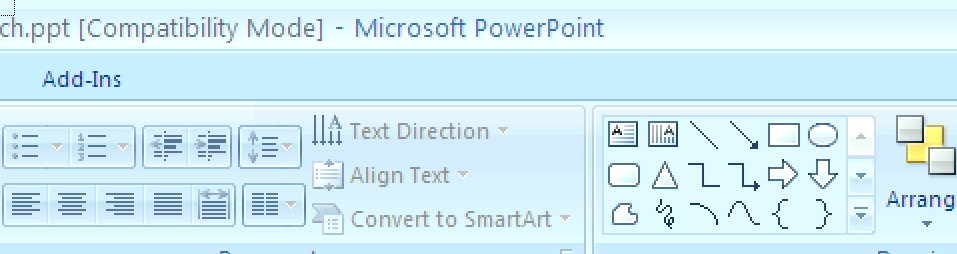 ch.ppt [Compatibility Mode] - Microsoft PowerPoint
Add-Ins
Text Direction
Align Text
Convert to SmartArt
Arrang